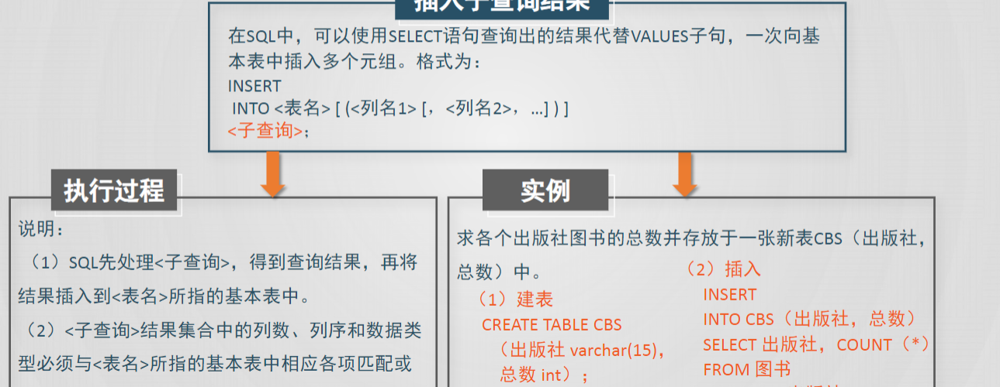 插入子查询结果
在SQL中，可以使用SELECT语句查询出的结果代替VALUES子句，一次向基
本表中插入多个元组。格式为：
INSERT
INTO <表名> [ (<列名1> [，<列名2>，…] ) ]
<子查询>；
执行过程
说明：
（1）SQL先处理<子查询>，得到查询结果，再将
结果插入到<表名>所指的基本表中。
（2）<子查询>结果集合中的列数、列序和数据类
型必须与<表名>所指的基本表中相应各项匹配或
实例
求各个出版社图书的总数并存放于一张新表CBS（出版社，
总数）中。
（1）建表
CREATE TABLE CBS
（出版社 varchar(15),
总数 int）；
（2）插入
INSERT
INTO CBS（出版社，总数）
SELECT 出版社，COUNT（*）
FROM 图书